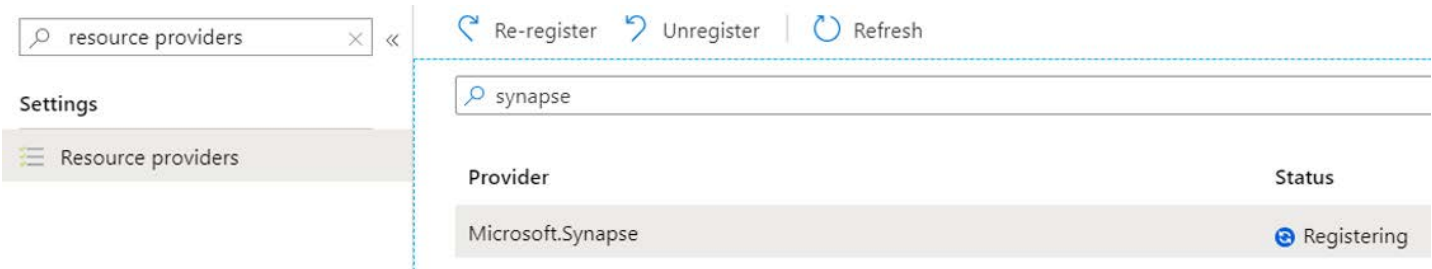 resource providers
Settings
Resource providers
Re-register Unregister Refresh
synapse
Provider Status
Microsoft.Synapse Registering